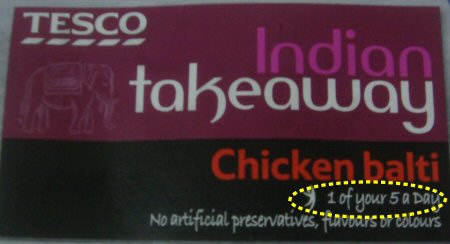 TESCO
Indian
takeaway
Chicken balti
1 of your 5 a Day
No artificial preservatives, flavours or colours